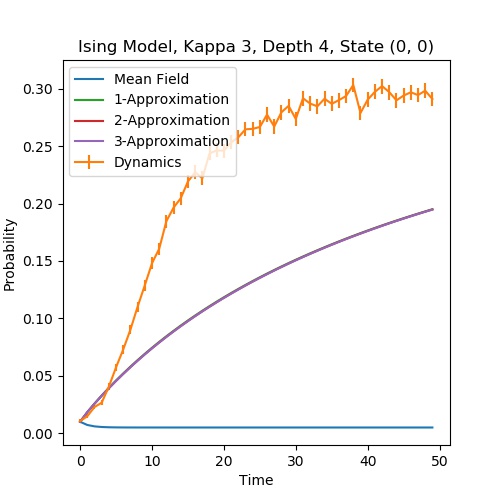 Ising Model, Kappa 3, Depth 4, State (0, 0)
Mean Field
1-Approximation
2-Approximation
3-Approximation
Dynamics
Probability
0.30
0.25
0.20
0.15
0.10
0.05
0.00
0 10 20 30 40 50
Time